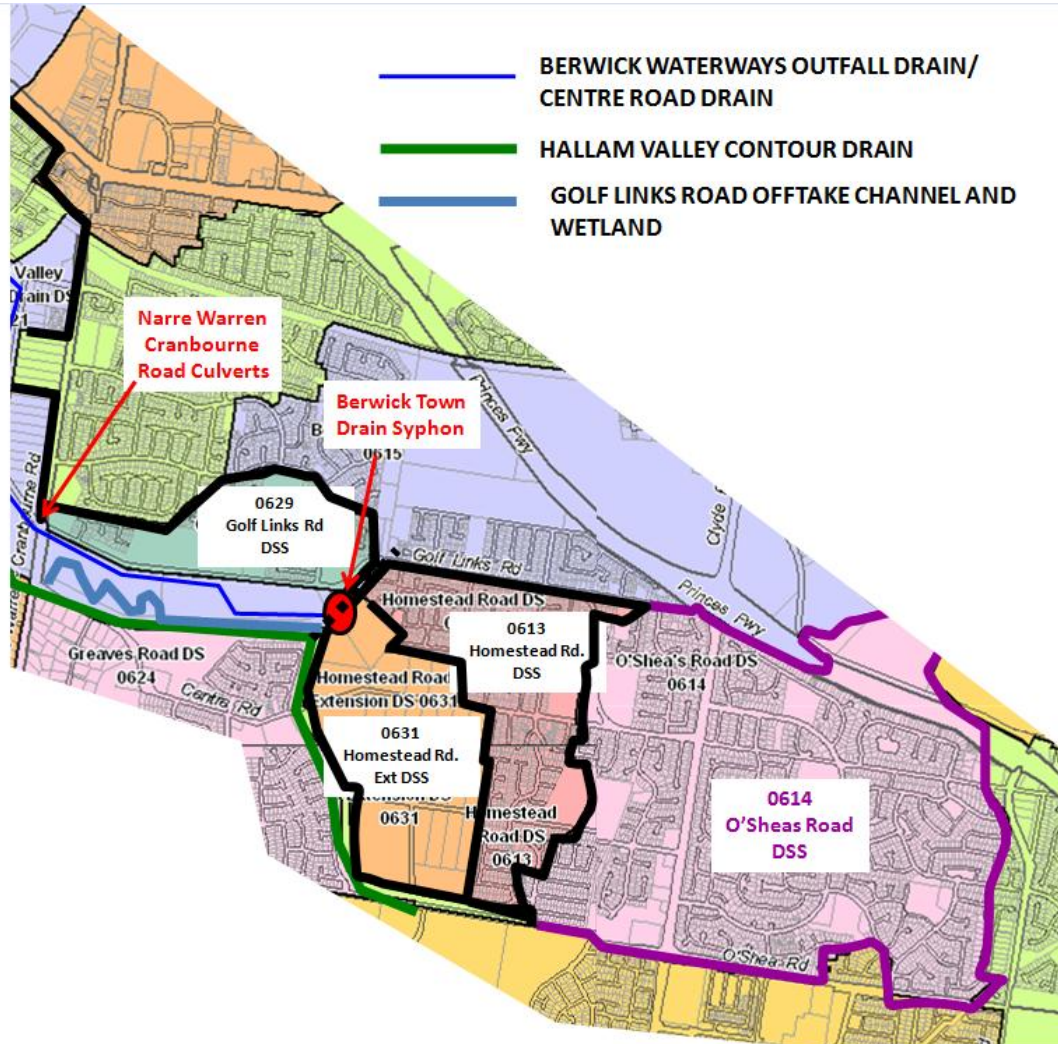 BERWICK WATERWAYS OUTFALL DRAIN/
CENTRE ROAD DRAIN
HALLAM VALLEY CONTOUR DRAIN
GOLF LINKS ROAD OFFTAKE CHANNEL AND
WETLAND
Valley
Drain DS
21
Narre Warren
Cranbourne
Road Culverts
Berwick Town
Drain Syphon
0615
Princes Fwy
Clyde
Cranbourne Rd
0629
Golf Links Rd
DSS
Golf Links Rd
Princes Fwy
Homestead Road DS
0613
Homestead Rd.
DSS
O'Shea's Road DS
0614
Greaves Road DS
0624
Centre Rd
Homestead Road
Extension DS 0631
0631
Homestead Rd.
Ext DSS
Extension DS
0631
Homestead
Road DS
0613
0614
O'Sheas Road
DSS
O'Shea Rd